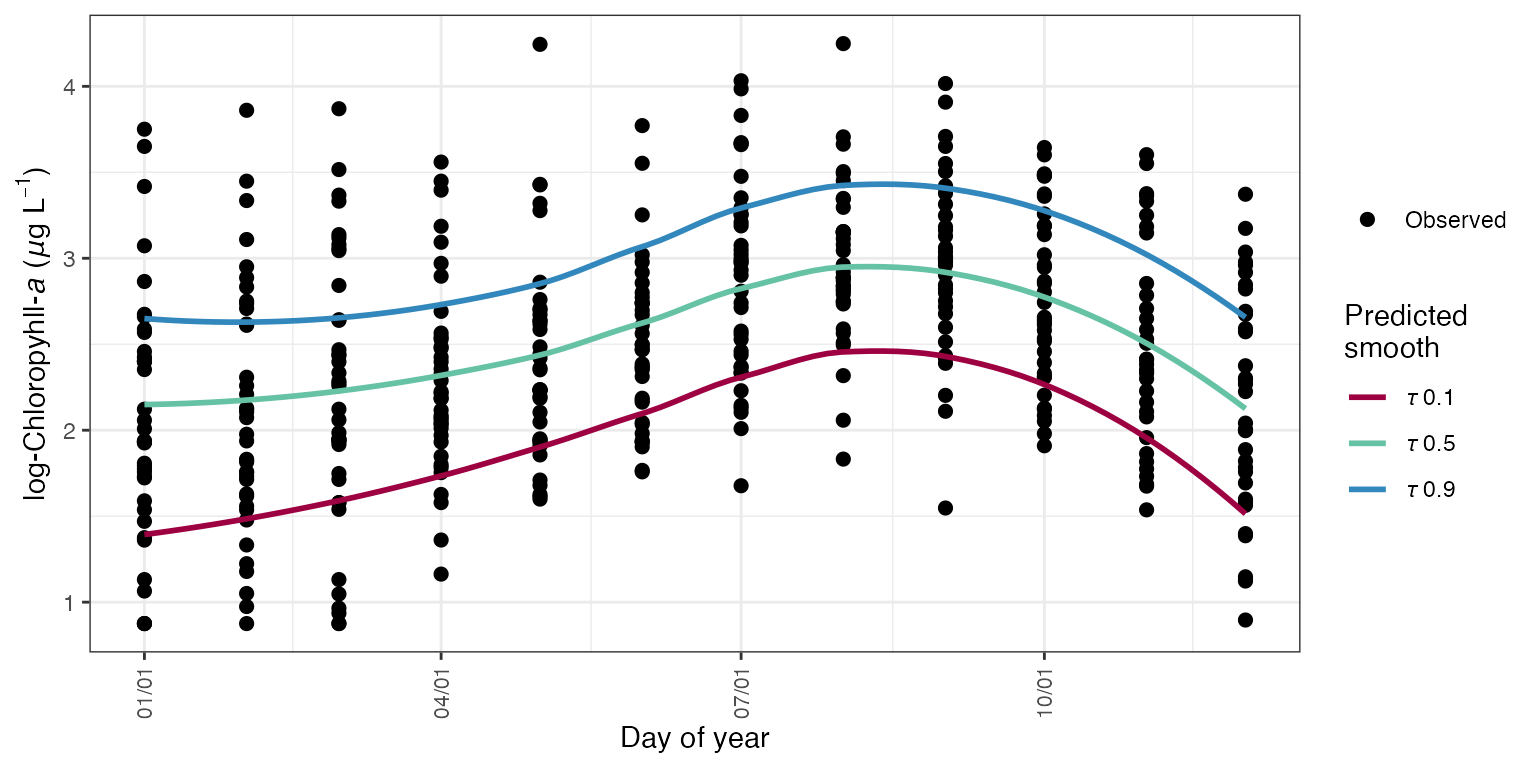 log-Chlorophyll-a (μg L⁻¹)
4
3
2
1
01/01
04/01
07/01
10/01
Day of year
Observed
Predicted
smooth
τ 0.1
τ 0.5
τ 0.9